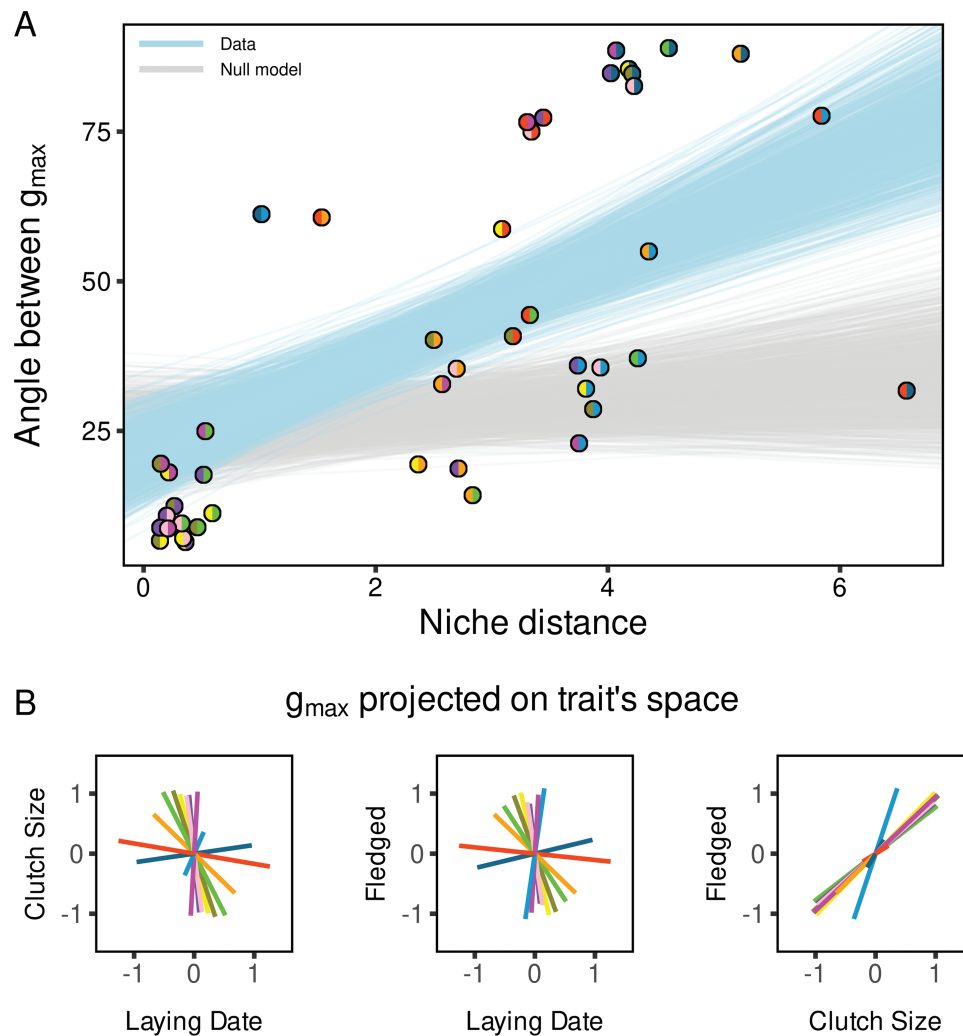 A
Data
Null model
Angle between gmax
75
50
25
0 2 4 6
Niche distance
B
gmax projected on trait's space
Clutch Size
1
0
-1
-1 0 1
Laying Date
Fledged
1
0
-1
-1 0 1
Laying Date
Fledged
1
0
-1
-1 0 1
Clutch Size